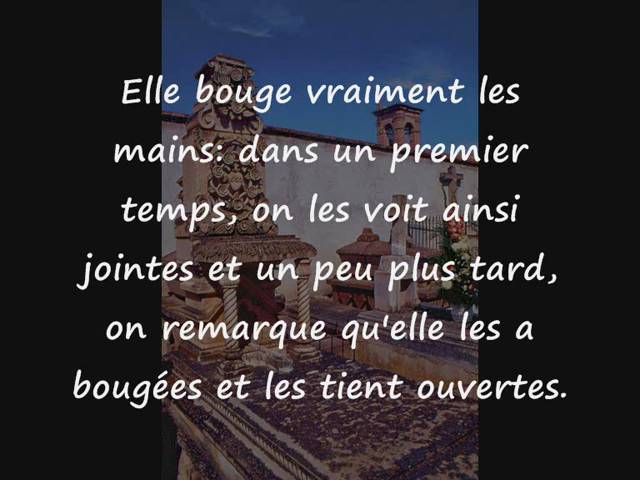 Elle bouge vraiment les
mains: dans un premier
temps, on les voit ainsi
jointes et un peu plus tard,
on remarque qu'elle les a
bougées et les tient ouvertes.